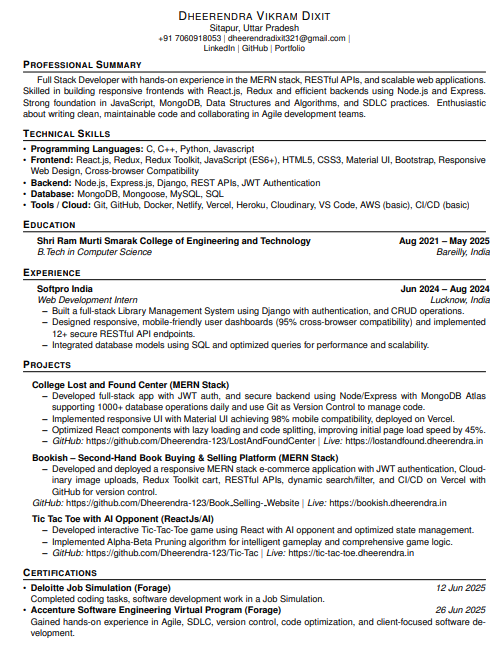 DHEERENDRA VIKRAM DIXIT
Sitapur, Uttar Pradesh
+91 7060918053 | dheerendradixit321@gmail.com |
LinkedIn | GitHub | Portfolio
PROFESSIONAL SUMMARY
Full Stack Developer with hands-on experience in the MERN stack, RESTful APIs, and scalable web applications.
Skilled in building responsive frontends with React.js, Redux and efficient backends using Node.js and Express.
Strong foundation in JavaScript, MongoDB, Data Structures and Algorithms, and SDLC practices. Enthusiastic
about writing clean, maintainable code and collaborating in Agile development teams.
TECHNICAL SKILLS
• Programming Languages: C, C++, Python, Javascript
• Frontend: React.js, Redux, Redux Toolkit, JavaScript (ES6+), HTML5, CSS3, Material UI, Bootstrap, Responsive
Web Design, Cross-browser Compatibility
• Backend: Node.js, Express.js, Django, REST APIs, JWT Authentication
• Database: MongoDB, Mongoose, MySQL, SQL
• Tools / Cloud: Git, GitHub, Docker, Netlify, Vercel, Heroku, Cloudinary, VS Code, AWS (basic), CI/CD (basic)
EDUCATION
Shri Ram Murti Smarak College of Engineering and Technology Aug 2021 – May 2025
B.Tech in Computer Science Bareilly, India
EXPERIENCE
Softpro India Jun 2024 – Aug 2024
Web Development Intern Lucknow, India
– Built a full-stack Library Management System using Django with authentication, and CRUD operations.
– Designed responsive, mobile-friendly user dashboards (95% cross-browser compatibility) and implemented
12+ secure RESTful API endpoints.
– Integrated database models using SQL and optimized queries for performance and scalability.
PROJECTS
College Lost and Found Center (MERN Stack)
– Developed full-stack app with JWT auth, and secure backend using Node/Express with MongoDB Atlas
supporting 1000+ database operations daily and use Git as Version Control to manage code.
– Implemented responsive UI with Material UI achieving 98% mobile compatibility, deployed on Vercel.
– Optimized React components with lazy loading and code splitting, improving initial page load speed by 45%.
– GitHub: https://github.com/Dheerendra-123/LostAndFoundCenter | Live: https://lostandfound.dheerendra.in
Bookish – Second-Hand Book Buying & Selling Platform (MERN Stack)
– Developed and deployed a responsive MERN stack e-commerce application with JWT authentication, Cloud-
inary image uploads, Redux Toolkit cart, RESTful APIs, dynamic search/filter, and CI/CD on Vercel with
GitHub for version control.
GitHub: https://github.com/Dheerendra-123/Book_Selling-_Website | Live: https://bookish.dheerendra.in
Tic Tac Toe with AI Opponent (ReactJs/AI)
– Developed interactive Tic-Tac-Toe game using React with AI opponent and optimized state management.
– Implemented Alpha-Beta Pruning algorithm for intelligent gameplay and comprehensive game logic.
– GitHub: https://github.com/Dheerendra-123/Tic-Tac | Live: https://tic-tac-toe.dheerendra.in
CERTIFICATIONS
• Deloitte Job Simulation (Forage) 12 Jun 2025
Completed coding tasks, software development work in a Job Simulation.
• Accenture Software Engineering Virtual Program (Forage) 26 Jun 2025
Gained hands-on experience in Agile, SDLC, version control, code optimization, and client-focused software de-
velopment.